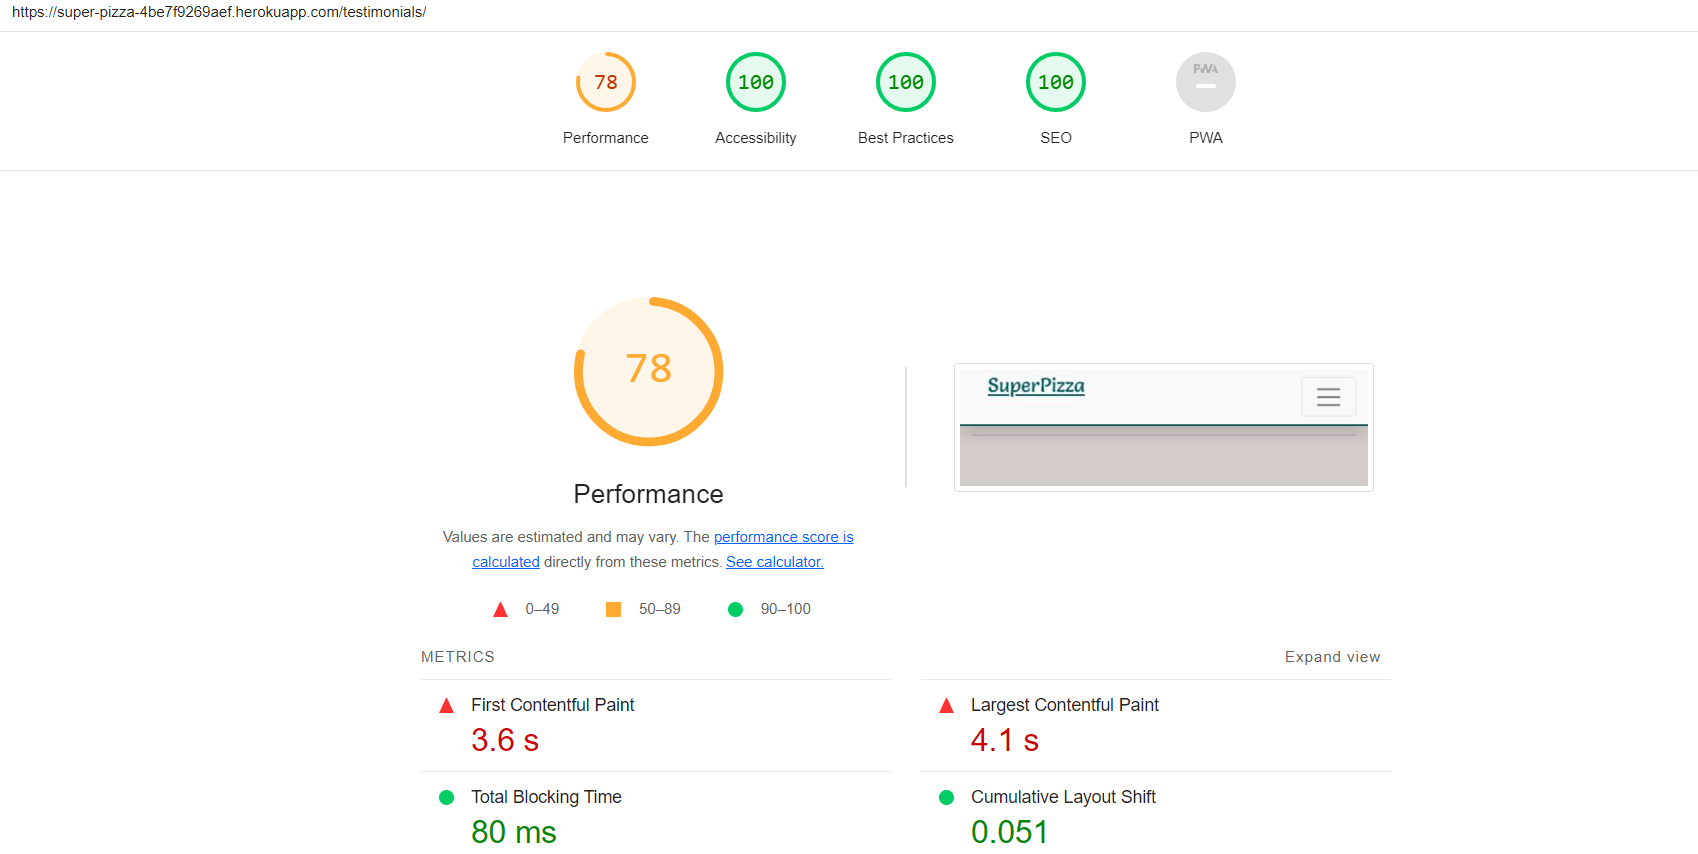 https://super-pizza-4be7f9269aef.herokuapp.com/testimonials/
78 100 100 100 PWA
Performance Accessibility Best Practices SEO PWA
78
SuperPizza
Performance
Values are estimated and may vary. The performance score is
calculated directly from these metrics. See calculator.
0–49 50–89 90–100
METRICS Expand view
First Contentful Paint
3.6 s
Largest Contentful Paint
4.1 s
Total Blocking Time
80 ms
Cumulative Layout Shift
0.051